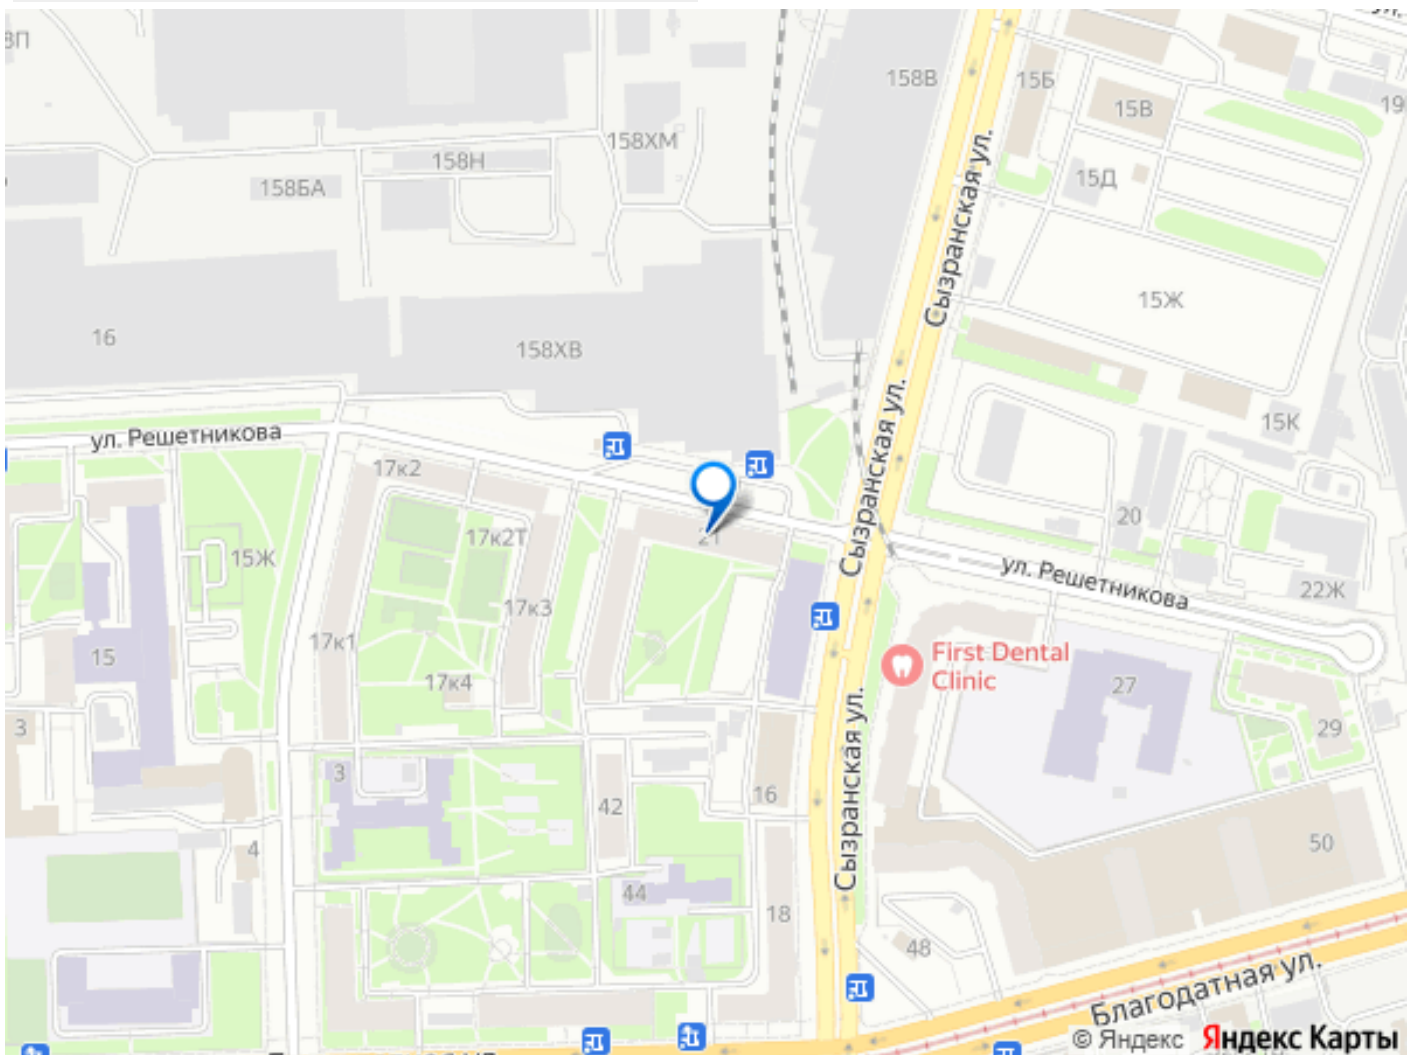 158В
15Б
15В
19
158ХМ
158Н
158БА
15Д
Сызранская ул.
15Ж
16
158ХВ
Сызранская ул.
15К
ул. Решетникова
17к2
17к2Т
21
20
15Ж
ул. Решетникова
22Ж
17к3
17к1
15
17к4
First Dental
Clinic
27
3
29
Сызранская ул.
3
42
16
4
50
44
18
48
Благодатная ул.
© Яндекс
Яндекс Карты